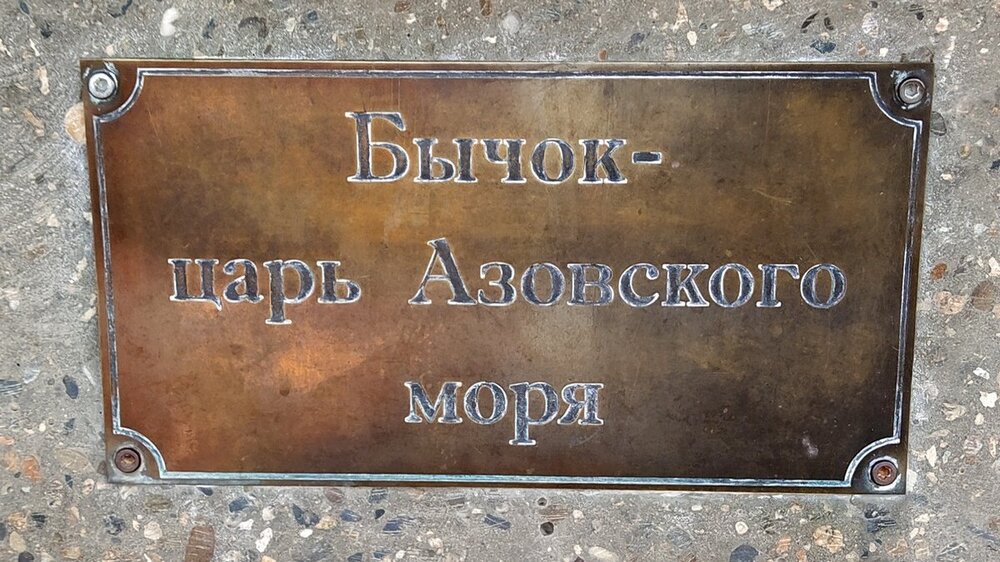 Бычок-
царь Азовского
моря